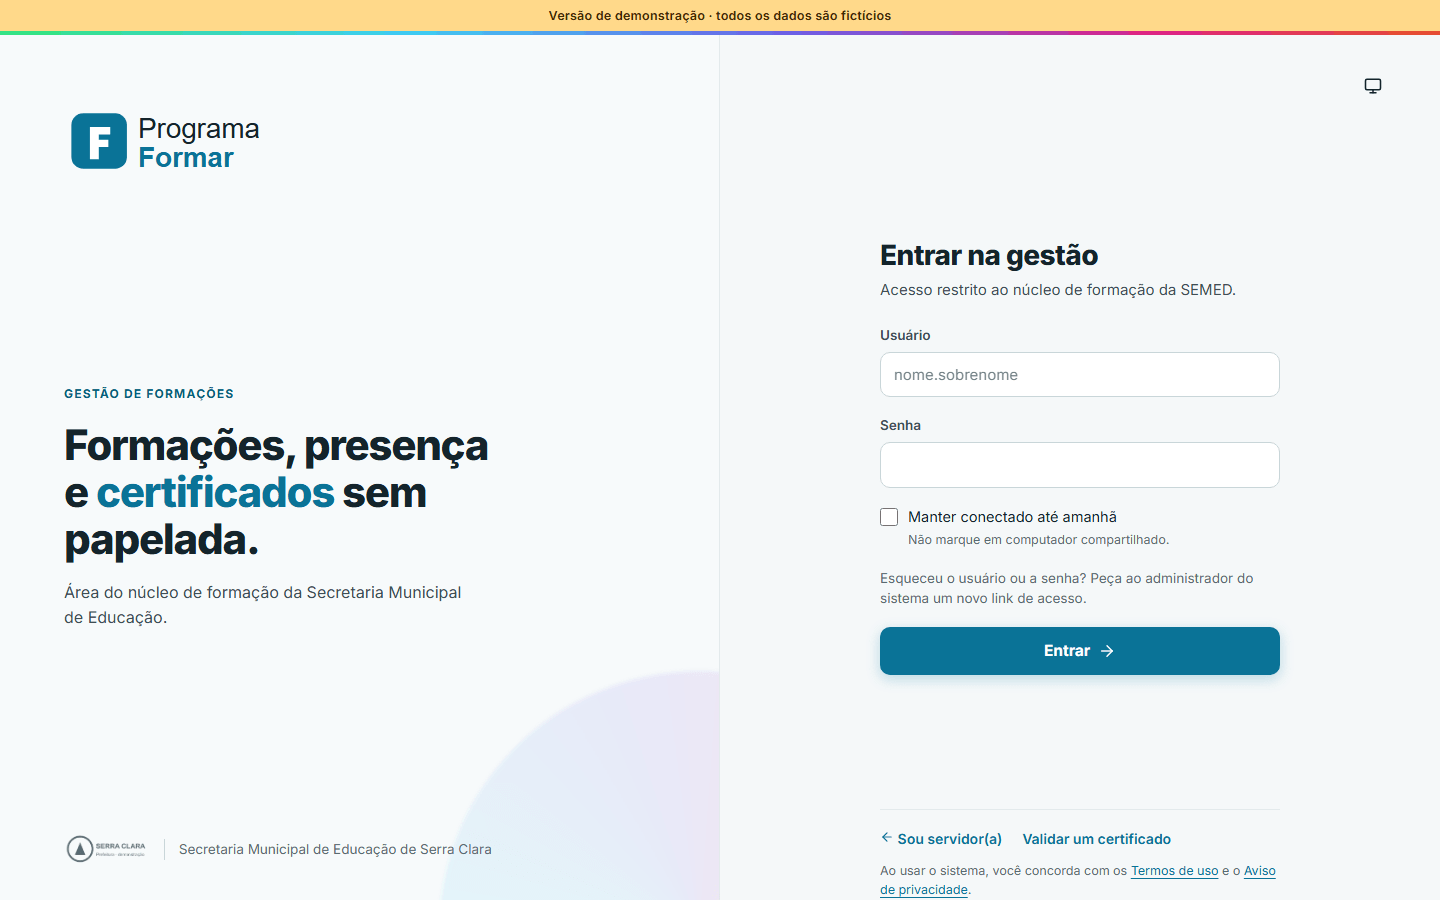 Versão de demonstração · todos os dados são fictícios
F
Programa
Formar
GESTÃO DE FORMAÇÕES
Formações, presença
e certificados sem
papelada.
Área do núcleo de formação da Secretaria Municipal
de Educação.
SERRA CLARA
Secretaria Municipal de Educação de Serra Clara
Entrar na gestão
Acesso restrito ao núcleo de formação da SEMED.
Usuário
nome.sobrenome
Senha
Manter conectado até amanhã
Não marque em computador compartilhado.
Esqueceu o usuário ou a senha? Peça ao administrador do
sistema um novo link de acesso.
Entrar →
← Sou servidor(a) Validar um certificado
Ao usar o sistema, você concorda com os Termos de uso e o Aviso
de privacidade.